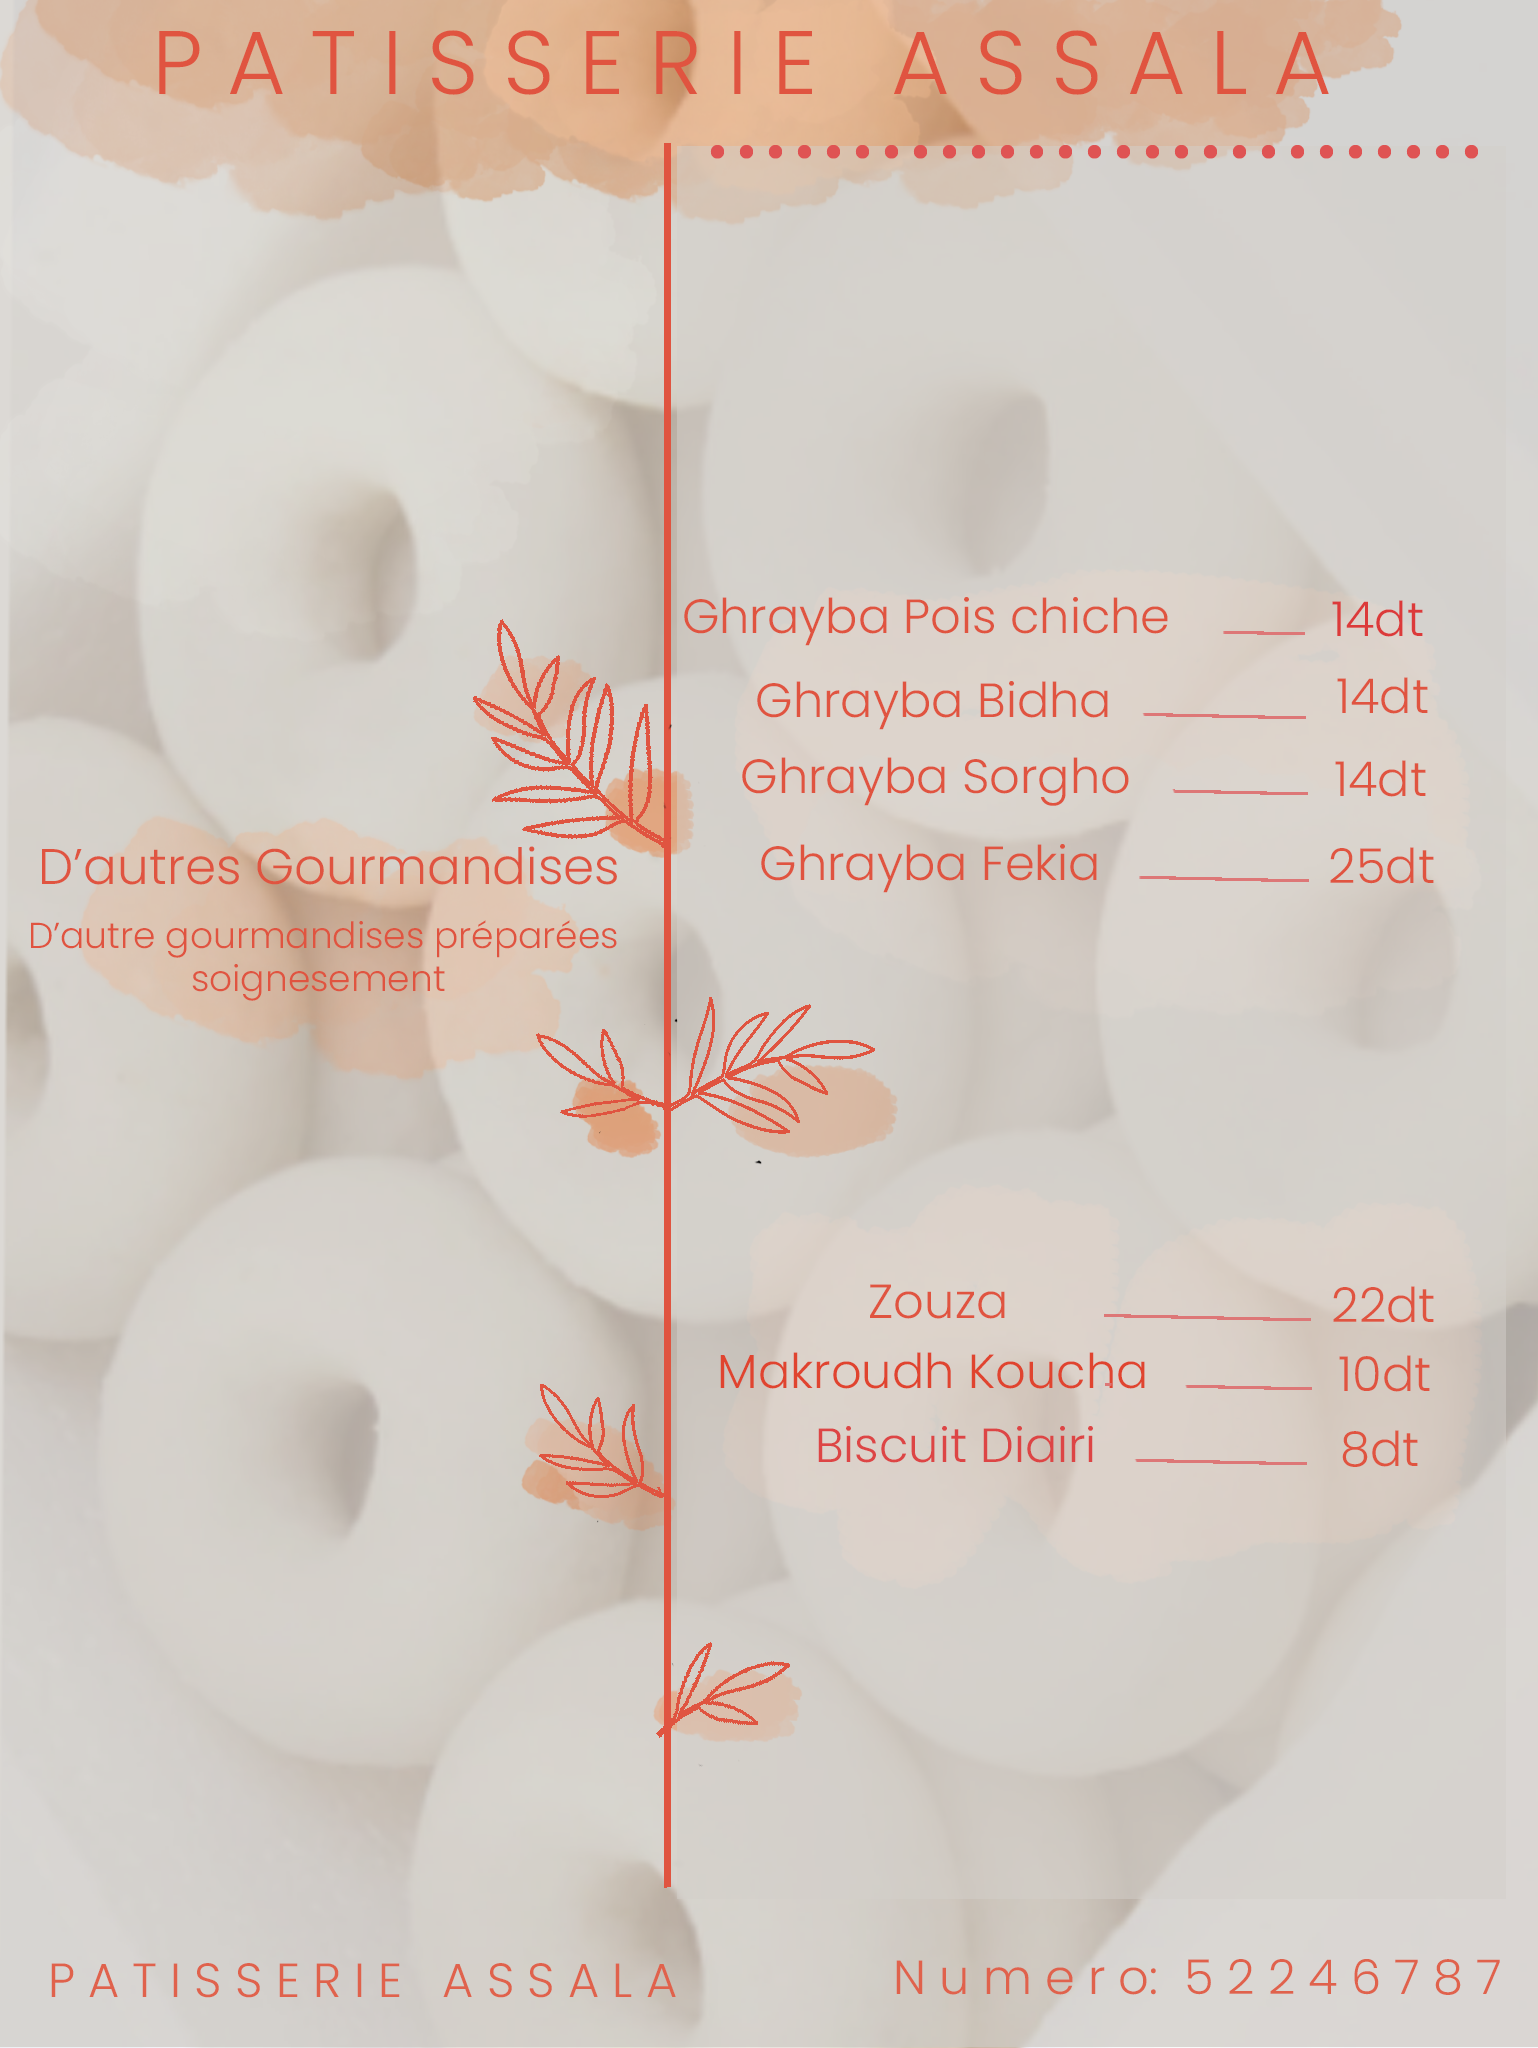 PATISSERIE ASSALA
D'autres Gourmandises
D'autre gourmandises préparées
soignesement
Ghrayba Pois chiche 14dt
Ghrayba Bidha 14dt
Ghrayba Sorgho 14dt
Ghrayba Fekia 25dt
Zouza 22dt
Makroudh Koucha 10dt
Biscuit Diairi 8dt
PATISSERIE ASSALA
Numero: 52246787